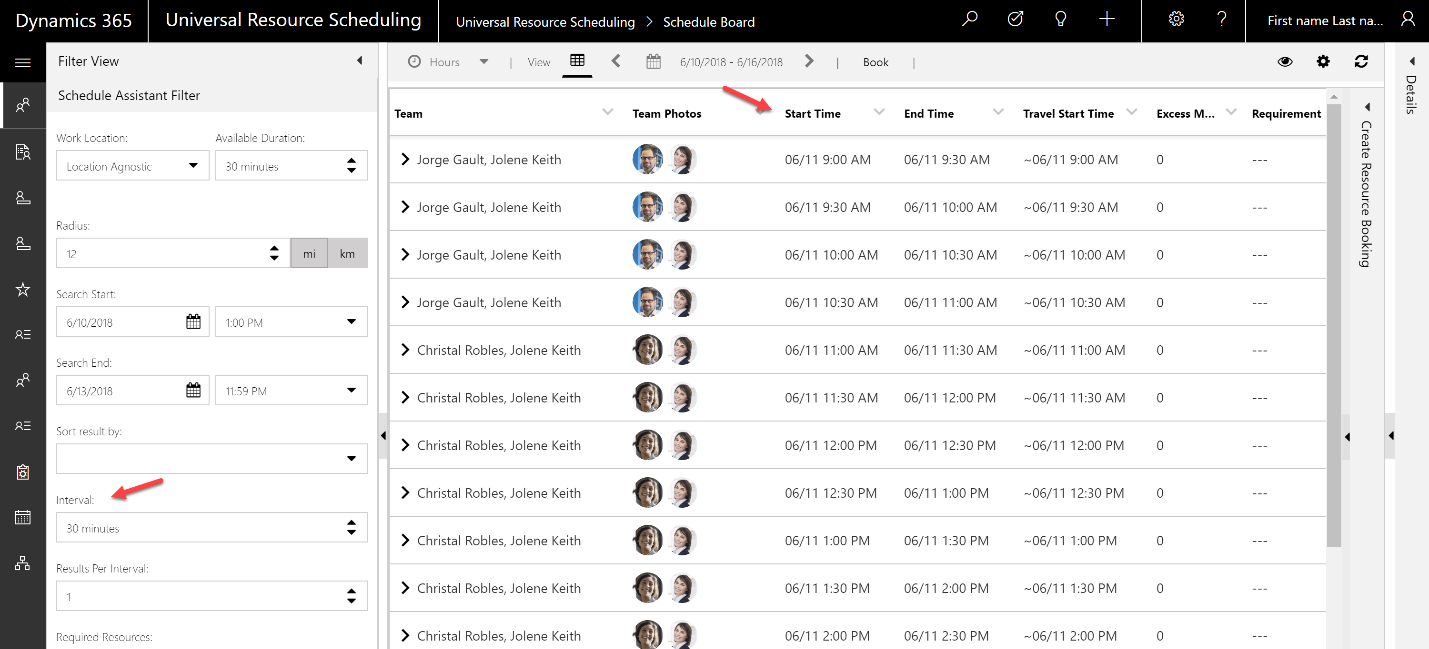 Dynamics 365 Universal Resource Scheduling Universal Resource Scheduling > Schedule Board First name Last na...
Filter View
Schedule Assistant Filter
Work Location: Available Duration:
Location Agnostic 30 minutes
Radius:
12 mi km
Search Start:
6/10/2018 1:00 PM
Search End:
6/13/2018 11:59 PM
Sort result by:
Interval:
30 minutes
Results Per Interval:
1
Required Resources:
Hours | View 6/10/2018 - 6/16/2018 | Book |
Team Team Photos Start Time End Time Travel Start Time Excess M... Requirement
Jorge Gault, Jolene Keith 06/11 9:00 AM 06/11 9:30 AM ~06/11 9:00 AM 0 ---
Jorge Gault, Jolene Keith 06/11 9:30 AM 06/11 10:00 AM ~06/11 9:30 AM 0 ---
Jorge Gault, Jolene Keith 06/11 10:00 AM 06/11 10:30 AM ~06/11 10:00 AM 0 ---
Jorge Gault, Jolene Keith 06/11 10:30 AM 06/11 11:00 AM ~06/11 10:30 AM 0 ---
Christal Robles, Jolene Keith 06/11 11:00 AM 06/11 11:30 AM ~06/11 11:00 AM 0 ---
Christal Robles, Jolene Keith 06/11 11:30 AM 06/11 12:00 PM ~06/11 11:30 AM 0 ---
Christal Robles, Jolene Keith 06/11 12:00 PM 06/11 12:30 PM ~06/11 12:00 PM 0 ---
Christal Robles, Jolene Keith 06/11 12:30 PM 06/11 1:00 PM ~06/11 12:30 PM 0 ---
Christal Robles, Jolene Keith 06/11 1:00 PM 06/11 1:30 PM ~06/11 1:00 PM 0 ---
Christal Robles, Jolene Keith 06/11 1:30 PM 06/11 2:00 PM ~06/11 1:30 PM 0 ---
Christal Robles, Jolene Keith 06/11 2:00 PM 06/11 2:30 PM ~06/11 2:00 PM 0 ---
Create Resource Booking
Details